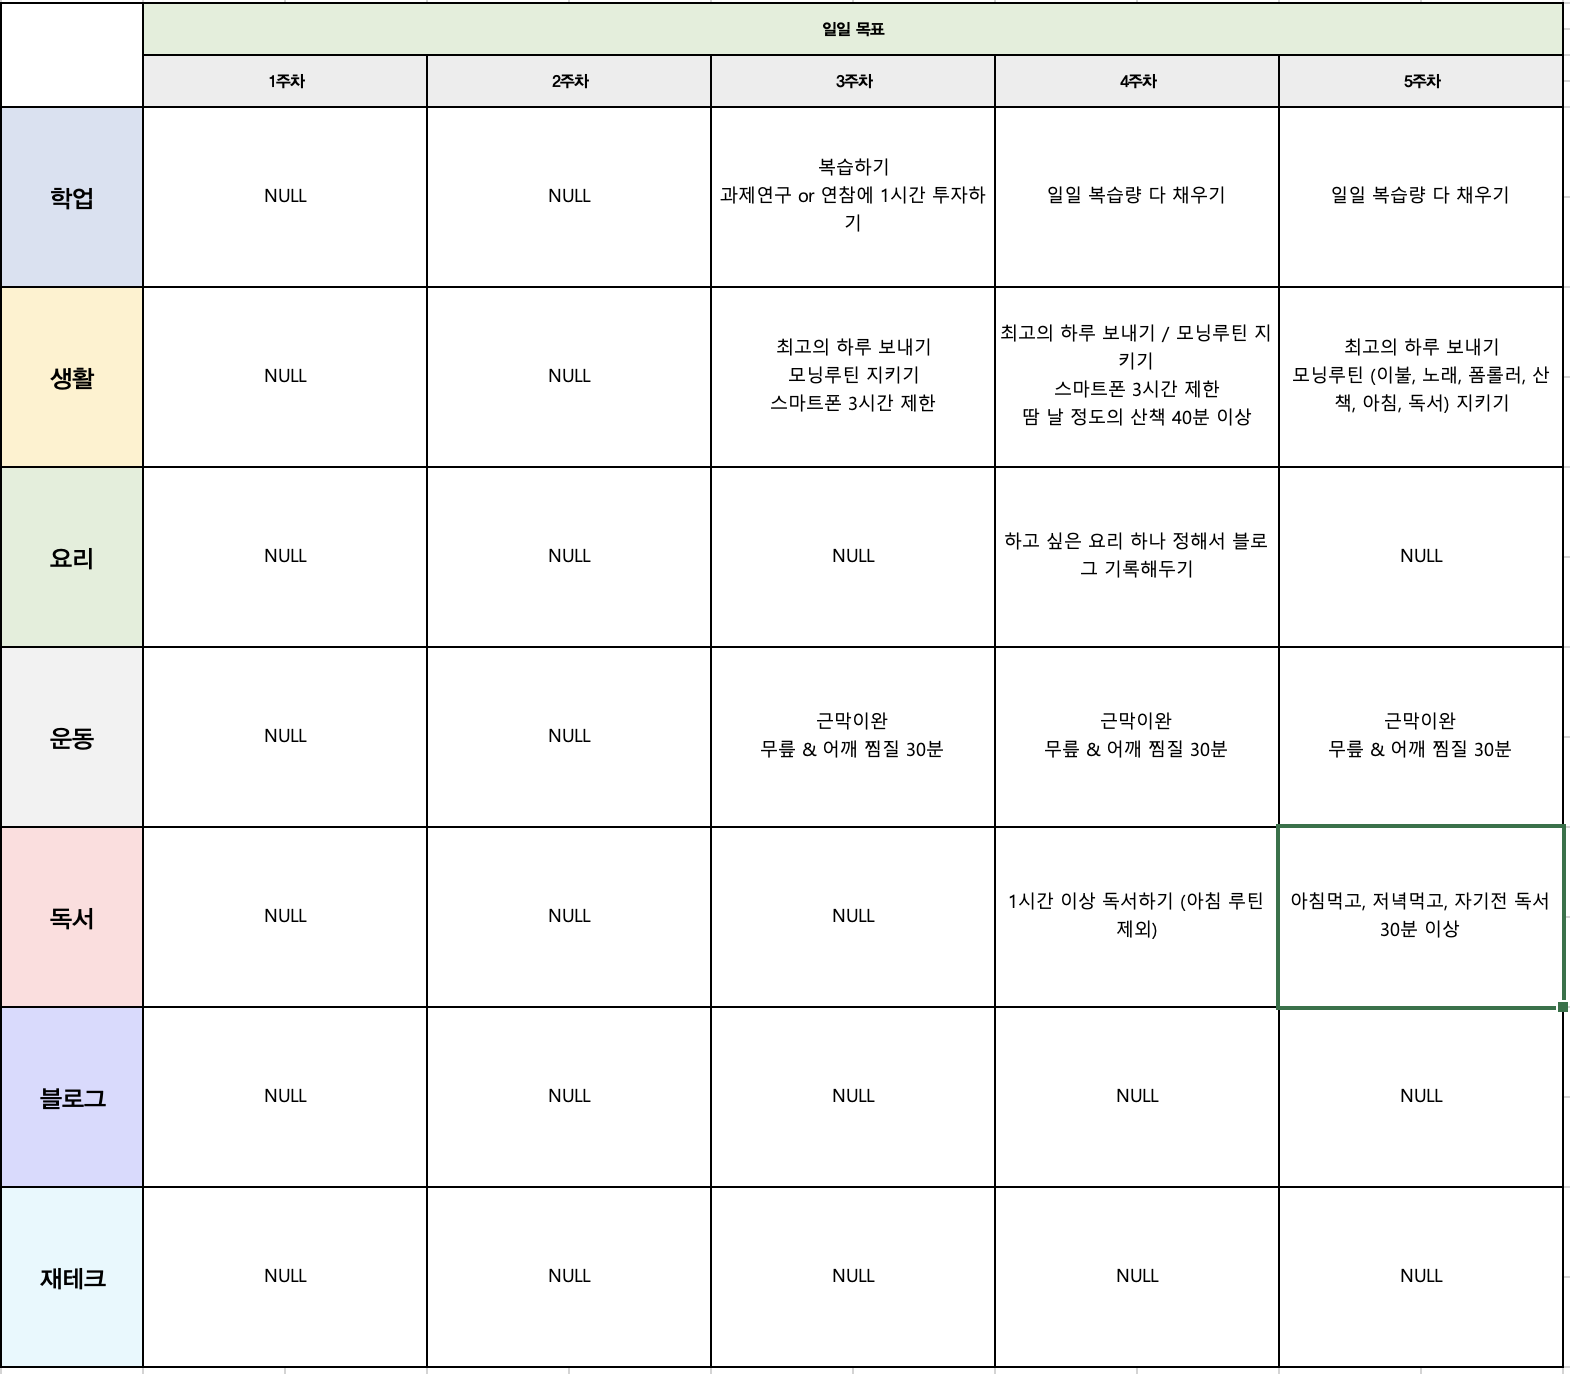 일일 목표
1주차
2주차
3주차
4주차
5주차
학업
NULL
NULL
복습하기
과제연구 or 연참에 1시간 투자하
기
일일 복습량 다 채우기
일일 복습량 다 채우기
생활
NULL
NULL
최고의 하루 보내기
모닝루틴 지키기
스마트폰 3시간 제한
최고의 하루 보내기 / 모닝루틴 지
키기
스마트폰 3시간 제한
땀 날 정도의 산책 40분 이상
최고의 하루 보내기
모닝루틴 (이불, 노래, 폼롤러, 산
책, 아침, 독서) 지키기
요리
NULL
NULL
NULL
하고 싶은 요리 하나 정해서 블로
그 기록해두기
NULL
운동
NULL
NULL
근막이완
무릎 & 어깨 찜질 30분
근막이완
무릎 & 어깨 찜질 30분
근막이완
무릎 & 어깨 찜질 30분
독서
NULL
NULL
NULL
1시간 이상 독서하기 (아침 루틴
제외)
아침먹고, 저녁먹고, 자기전 독서
30분 이상
블로그
NULL
NULL
NULL
NULL
NULL
재테크
NULL
NULL
NULL
NULL
NULL